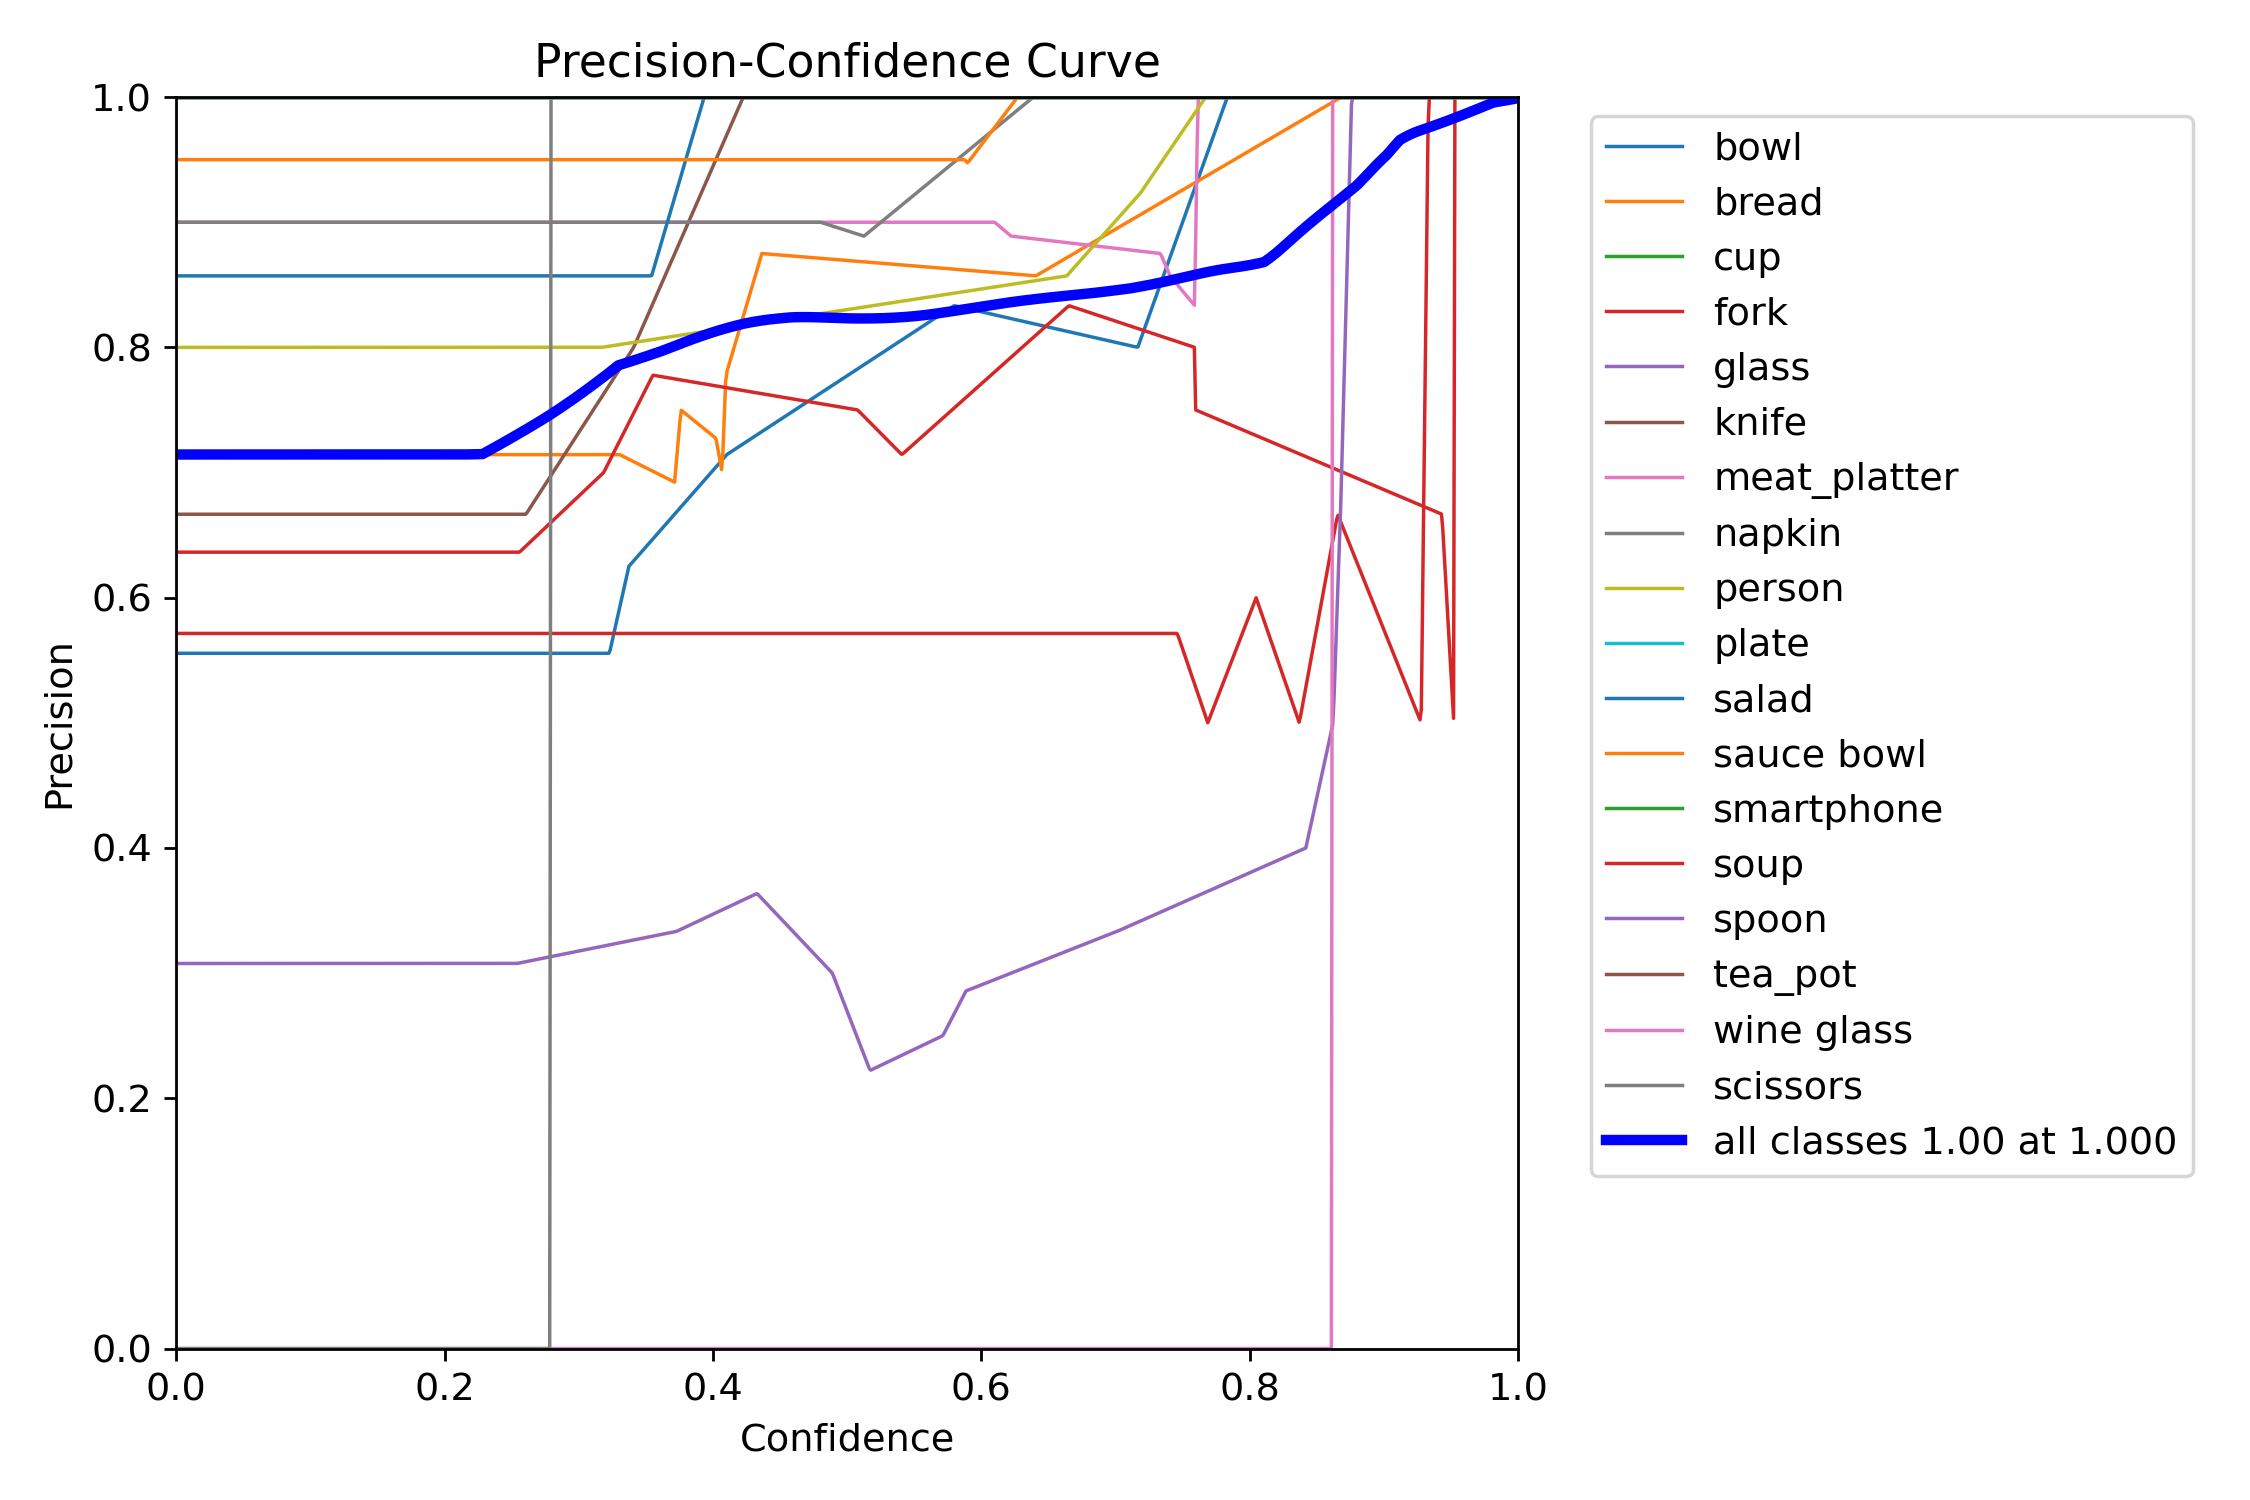 Precision-Confidence Curve
1.0
0.8
0.6
0.4
0.2
0.0
Precision
0.0 0.2 0.4 0.6 0.8 1.0
Confidence
bowl
bread
cup
fork
glass
knife
meat_platter
napkin
person
plate
salad
sauce bowl
smartphone
soup
spoon
tea_pot
wine glass
scissors
all classes 1.00 at 1.000